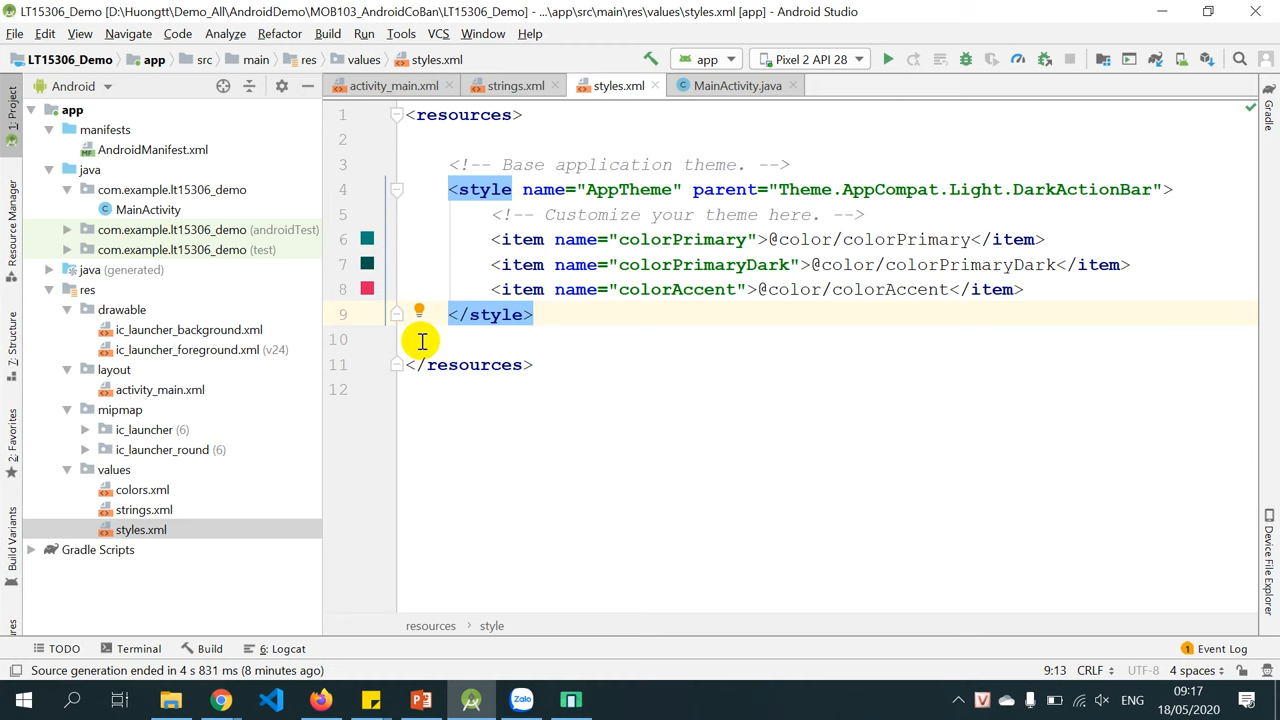 LT15306_Demo [D:\Huongtt\Demo_All\AndroidDemo\MOB103_AndroidCoBan\LT15306_Demo] - ...\app\src\main\res\values\styles.xml [app] - Android Studio
File Edit View Navigate Code Analyze Refactor Build Run Tools VCS Window Help
LT15306_Demo app src main res values styles.xml app Pixel 2 API 28
Android activity_main.xml strings.xml styles.xml MainActivity.java
1: Project
Resource Manager
7: Structure
2: Favorites
Build Variants
app
manifests
AndroidManifest.xml
java
com.example.lt15306_demo
MainActivity
com.example.lt15306_demo (androidTest)
com.example.lt15306_demo (test)
java (generated)
res
drawable
ic_launcher_background.xml
ic_launcher_foreground.xml (v24)
layout
activity_main.xml
mipmap
ic_launcher (6)
ic_launcher_round (6)
values
colors.xml
strings.xml
styles.xml
Gradle Scripts
1 <resources>
2
3 <!-- Base application theme. -->
4 <style name="AppTheme" parent="Theme.AppCompat.Light.DarkActionBar">
5 <!-- Customize your theme here. -->
6 <item name="colorPrimary">@color/colorPrimary</item>
7 <item name="colorPrimaryDark">@color/colorPrimaryDark</item>
8 <item name="colorAccent">@color/colorAccent</item>
9 </style>
10
11 </resources>
12
Gradle
Device File Explorer
resources › style
TODO Terminal Build 6: Logcat 1 Event Log
Source generation ended in 4 s 831 ms (8 minutes ago) 9:13 CRLF UTF-8 4 spaces
Zalo V ENG 09:17
18/05/2020